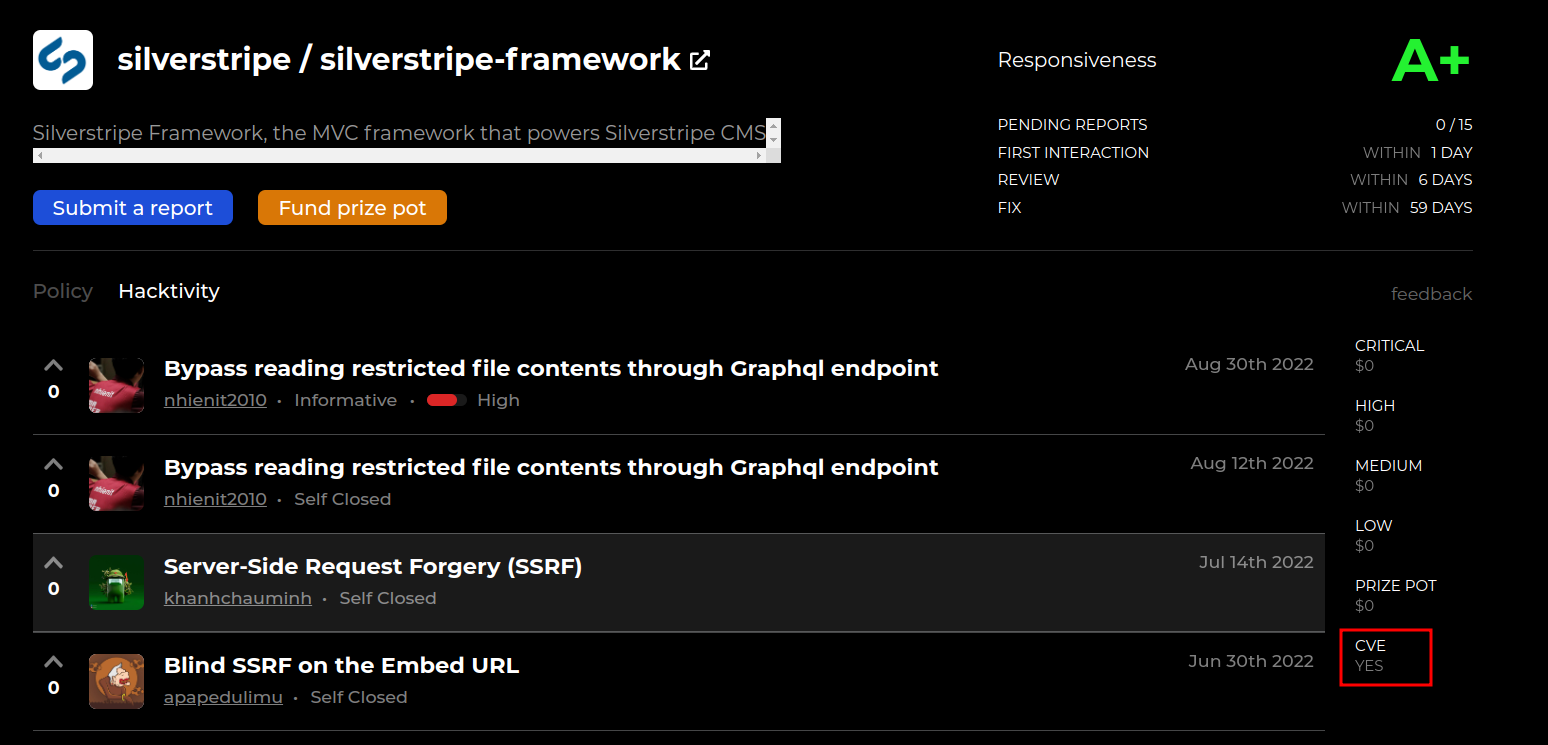 silverstripe / silverstripe-framework
Silverstripe Framework, the MVC framework that powers Silverstripe CMS
Submit a report
Fund prize pot
Responsiveness
A+
PENDING REPORTS 0 / 15
FIRST INTERACTION WITHIN 1 DAY
REVIEW WITHIN 6 DAYS
FIX WITHIN 59 DAYS
Policy Hacktivity
feedback
0
Bypass reading restricted file contents through Graphql endpoint
Aug 30th 2022
nhienit2010 • Informative • High
0
Bypass reading restricted file contents through Graphql endpoint
Aug 12th 2022
nhienit2010 • Self Closed
0
Server-Side Request Forgery (SSRF)
Jul 14th 2022
khanhchauminh • Self Closed
0
Blind SSRF on the Embed URL
Jun 30th 2022
apapedulimu • Self Closed
CRITICAL
$0
HIGH
$0
MEDIUM
$0
LOW
$0
PRIZE POT
$0
CVE
YES